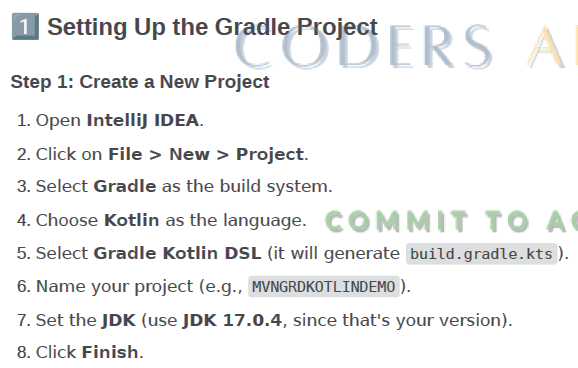 1 Setting Up the Gradle Project
CODERS A
Step 1: Create a New Project
1. Open IntelliJ IDEA.
2. Click on File > New > Project.
3. Select Gradle as the build system.
4. Choose Kotlin as the language.
COMMIT TO AC
5. Select Gradle Kotlin DSL (it will generate build.gradle.kts).
6. Name your project (e.g., MVNGRDKOTLINDEMO).
7. Set the JDK (use JDK 17.0.4, since that's your version).
8. Click Finish.